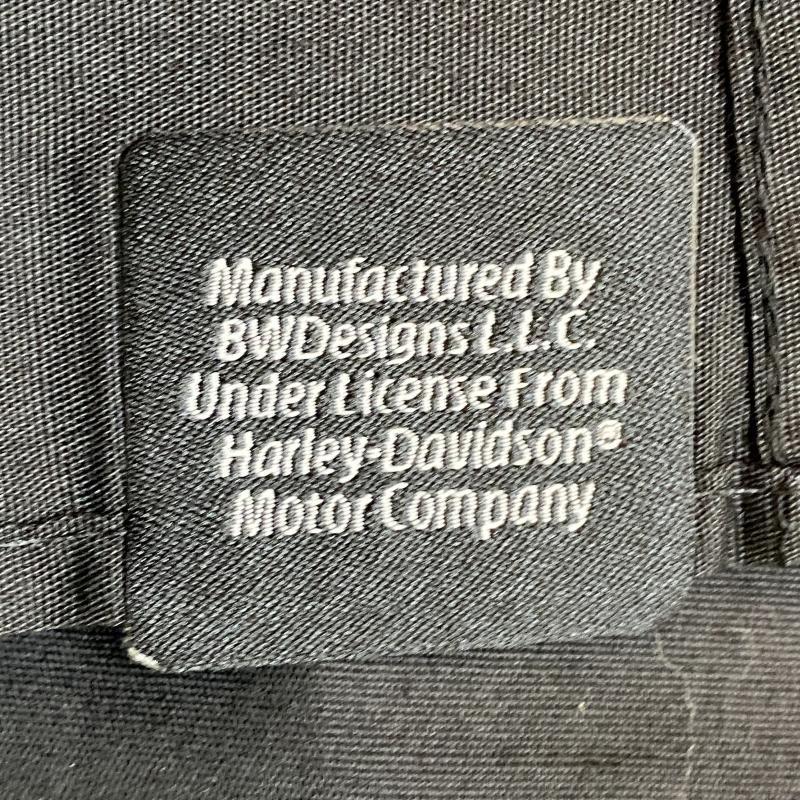 Manufactured By
BWDesigns L.L.C.
Under License From
Harley-Davidson®
Motor Company